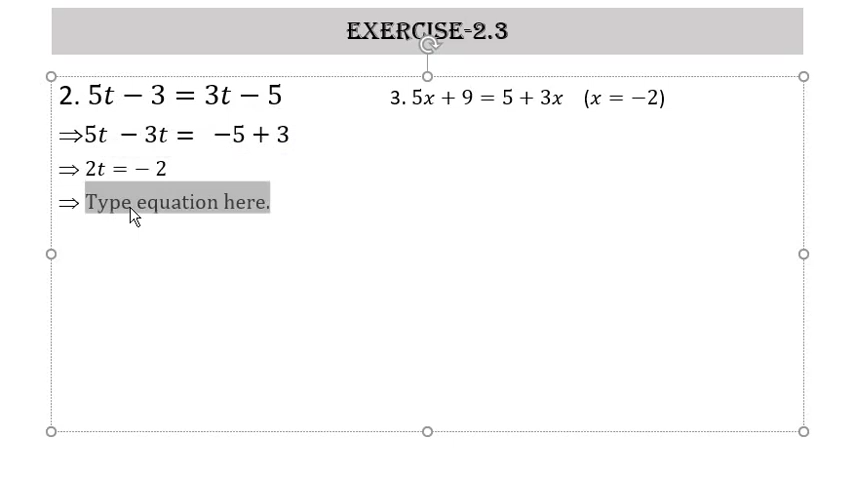 EXERCISE-2.3
2. 5t − 3 = 3t − 5
⇒5t − 3t = −5 + 3
⇒ 2t = − 2
⇒ Type equation here.
3. 5x + 9 = 5 + 3x (x = −2)